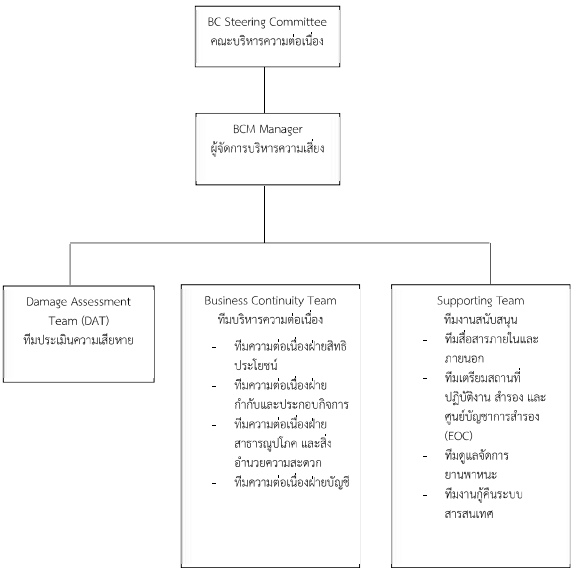 BC Steering Committee
คณะบริหารความต่อเนื่อง
BCM Manager
ผู้จัดการบริหารความเสี่ยง
Damage Assessment
Team (DAT)
ทีมประเมินความเสียหาย
Business Continuity Team
ทีมบริหารความต่อเนื่อง
- ทีมความต่อเนื่องฝ่ายสิทธิ
ประโยชน์
- ทีมความต่อเนื่องฝ่าย
กำกับและประกอบกิจการ
- ทีมความต่อเนื่องฝ่าย
สาธารณูปโภค และสิ่ง
อำนวยความสะดวก
- ทีมความต่อเนื่องฝ่ายบัญชี
Supporting Team
ทีมงานสนับสนุน
- ทีมสื่อสารภายในและ
ภายนอก
- ทีมเตรียมสถานที่
ปฏิบัติงาน สำรอง และ
ศูนย์บัญชาการสำรอง
(EOC)
- ทีมดูแลจัดการ
ยานพาหนะ
- ทีมงานกู้คืนระบบ
สารสนเทศ